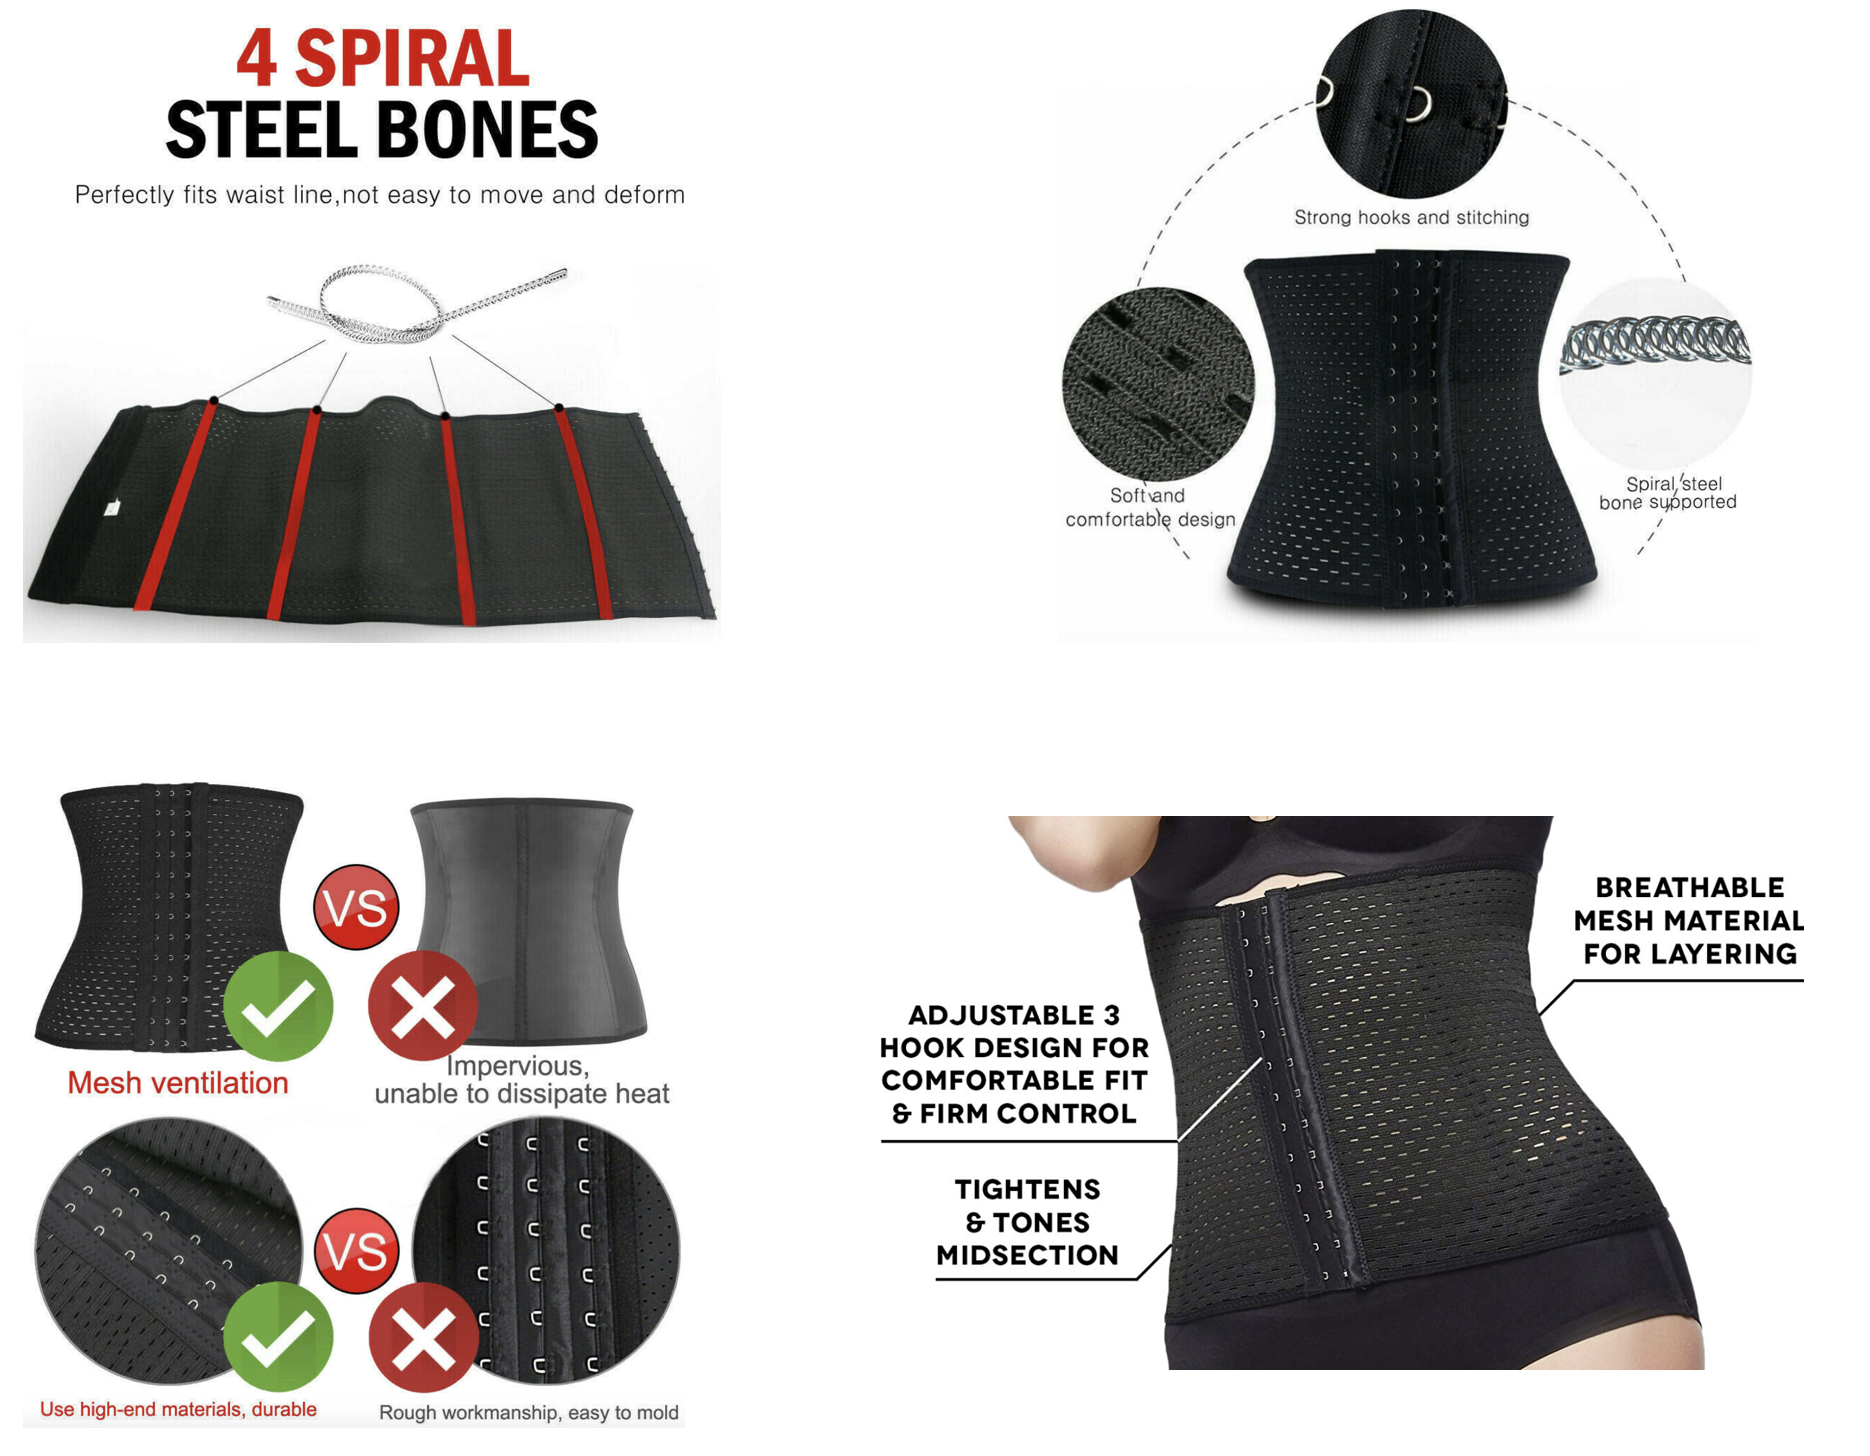 4 SPIRAL
STEEL BONES
Perfectly fits waist line,not easy to move and deform
Strong hooks and stitching
Soft and
comfortable design
Spiral steel
bone supported
VS
Mesh ventilation
Impervious,
unable to dissipate heat
VS
Use high-end materials, durable
Rough workmanship, easy to mold
BREATHABLE
MESH MATERIAL
FOR LAYERING
ADJUSTABLE 3
HOOK DESIGN FOR
COMFORTABLE FIT
& FIRM CONTROL
TIGHTENS
& TONES
MIDSECTION